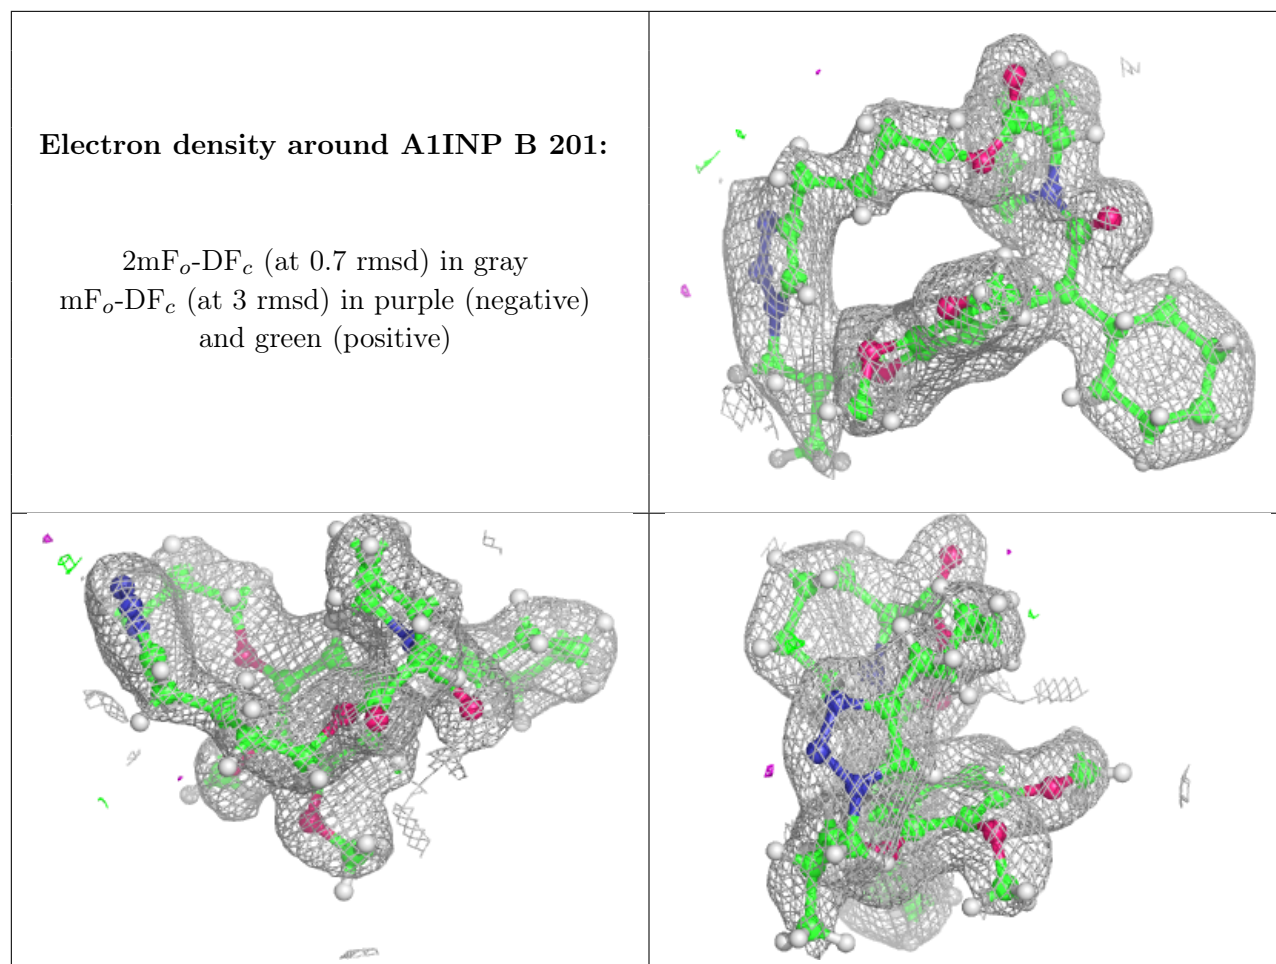 Electron density around A1INP B 201:
2mFo-DFc (at 0.7 rmsd) in gray
mFo-DFc (at 3 rmsd) in purple (negative)
and green (positive)